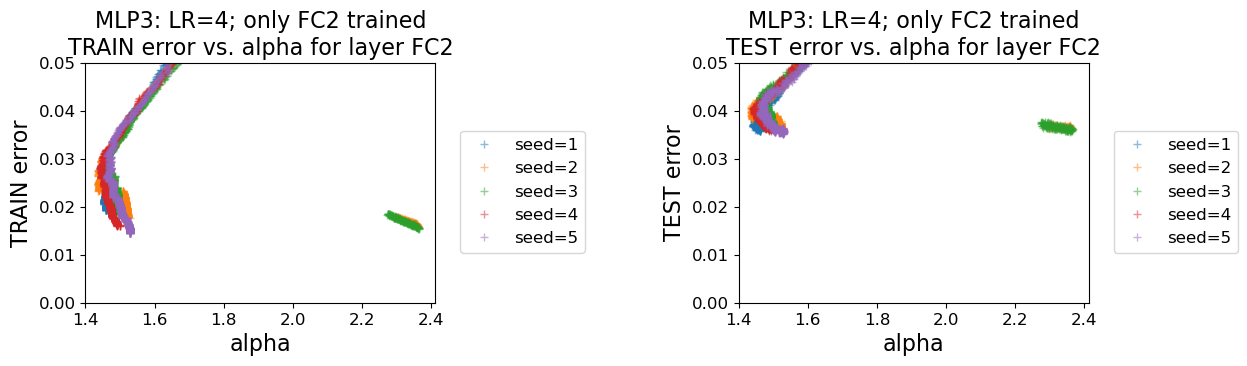 MLP3: LR=4; only FC2 trained
TRAIN error vs. alpha for layer FC2
TRAIN error
0.05
0.04
0.03
0.02
0.01
0.00
1.4 1.6 1.8 2.0 2.2 2.4
alpha
seed=1
seed=2
seed=3
seed=4
seed=5
MLP3: LR=4; only FC2 trained
TEST error vs. alpha for layer FC2
TEST error
0.05
0.04
0.03
0.02
0.01
0.00
1.4 1.6 1.8 2.0 2.2 2.4
alpha
seed=1
seed=2
seed=3
seed=4
seed=5